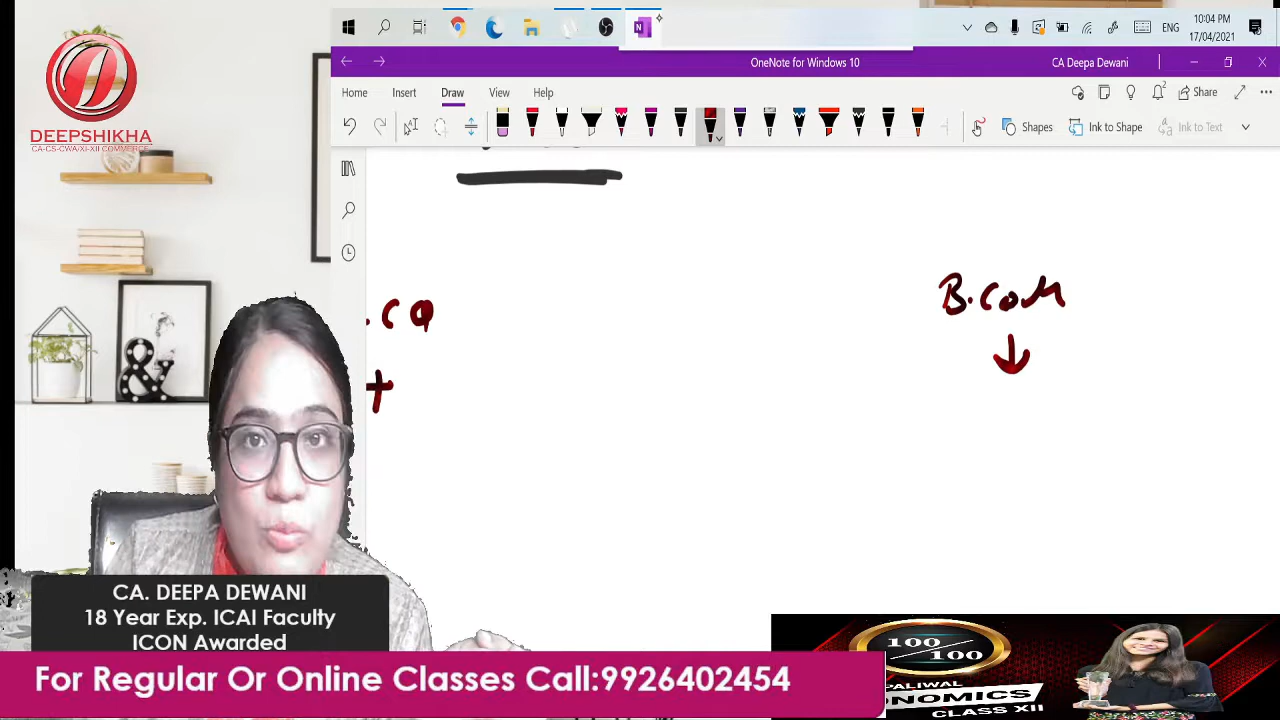 10:04 PM
ENG
17/04/2021
OneNote for Windows 10
CA Deepa Dewani
Home Insert Draw View Help
Share
Shapes
Ink to Shape
Ink to Text
DEEPSHIKHA
CA-CS-CWA/XI-XII COMMERCE
B.COM
↓
.CA
+
&
CA. DEEPA DEWANI
18 Year Exp. ICAI Faculty
ICON Awarded
For Regular Or Online Classes Call:9926402454
100/100
PALIWAL
ONOMICS
CLASS XII